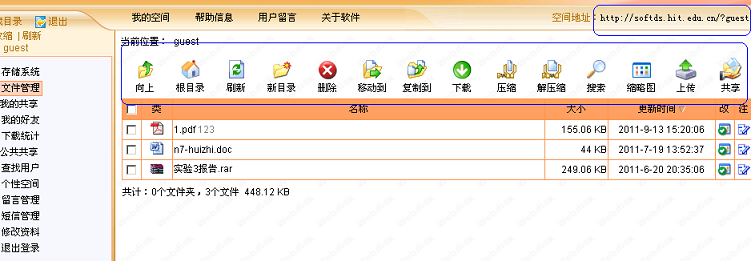 我的空间 帮助信息 用户留言 关于软件 空间地址：http://softds.hit.edu.cn/?guest
根目录 退出
收缩 | 刷新
guest
当前位置： guest
存储系统
文件管理
我的共享
我的好友
下载统计
公共共享
查找用户
个性空间
留言管理
短信管理
修改资料
退出登录
向上 根目录 刷新 新目录 删除 移动到 复制到 下载 压缩 解压缩 搜索 缩略图 上传 共享
类 名称 大小 更新时间 改 注
1.pdf 123 155.06 KB 2011-9-13 15:20:06
n7-huizhi.doc 44 KB 2011-7-19 13:52:37
实验3报告.rar 249.06 KB 2011-6-20 20:35:06
共计：0个文件夹，3个文件 448.12 KB